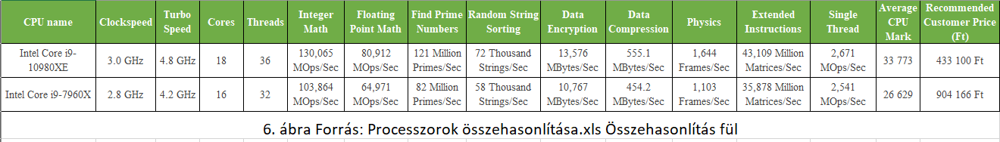 CPU name Clockspeed Turbo Speed Cores Threads Integer Math Floating Point Math Find Prime Numbers Random String Sorting Data Encryption Data Compression Physics Extended Instructions Single Thread Average CPU Mark Recommended Customer Price (Ft)
Intel Core i9-10980XE 3.0 GHz 4.8 GHz 18 36 130,065 MOps/Sec 80,912 MOps/Sec 121 Million Primes/Sec 72 Thousand Strings/Sec 13,576 MBytes/Sec 555.1 MBytes/Sec 1,644 Frames/Sec 43,109 Million Matrices/Sec 2,671 MOps/Sec 33 773 433 100 Ft
Intel Core i9-7960X 2.8 GHz 4.2 GHz 16 32 103,864 MOps/Sec 64,971 MOps/Sec 82 Million Primes/Sec 58 Thousand Strings/Sec 10,767 MBytes/Sec 454.2 MBytes/Sec 1,103 Frames/Sec 35,878 Million Matrices/Sec 2,541 MOps/Sec 26 629 904 166 Ft
6. ábra Forrás: Processzorok összehasonlítása.xls Összehasonlítás fül